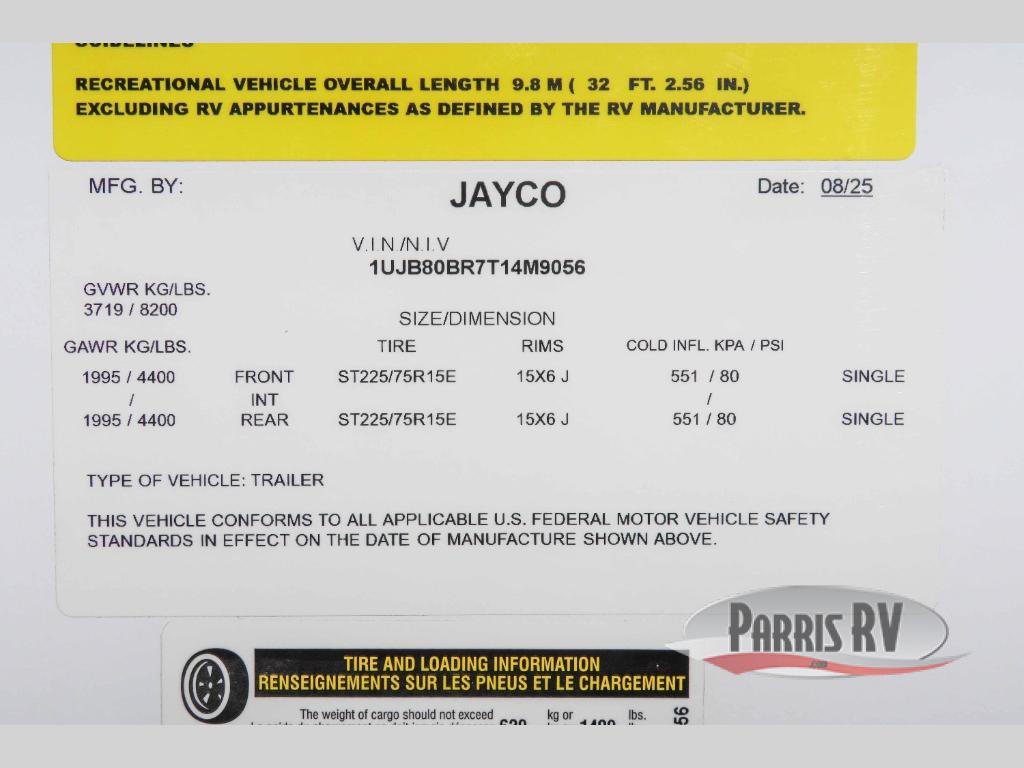 GUIDELINES
RECREATIONAL VEHICLE OVERALL LENGTH 9.8 M ( 32 FT. 2.56 IN.)
EXCLUDING RV APPURTENANCES AS DEFINED BY THE RV MANUFACTURER.
MFG. BY: JAYCO Date: 08/25
V.I.N /N.I.V
1UJB80BR7T14M9056
GVWR KG/LBS.
3719 / 8200
SIZE/DIMENSION
GAWR KG/LBS. TIRE RIMS COLD INFL. KPA / PSI
1995 / 4400 FRONT ST225/75R15E 15X6 J 551 / 80 SINGLE
/ INT /
1995 / 4400 REAR ST225/75R15E 15X6 J 551 / 80 SINGLE
TYPE OF VEHICLE: TRAILER
THIS VEHICLE CONFORMS TO ALL APPLICABLE U.S. FEDERAL MOTOR VEHICLE SAFETY
STANDARDS IN EFFECT ON THE DATE OF MANUFACTURE SHOWN ABOVE.
PARRIS RV
.com
TIRE AND LOADING INFORMATION
RENSEIGNEMENTS SUR LES PNEUS ET LE CHARGEMENT
The weight of cargo should not exceed kg or lbs.
56